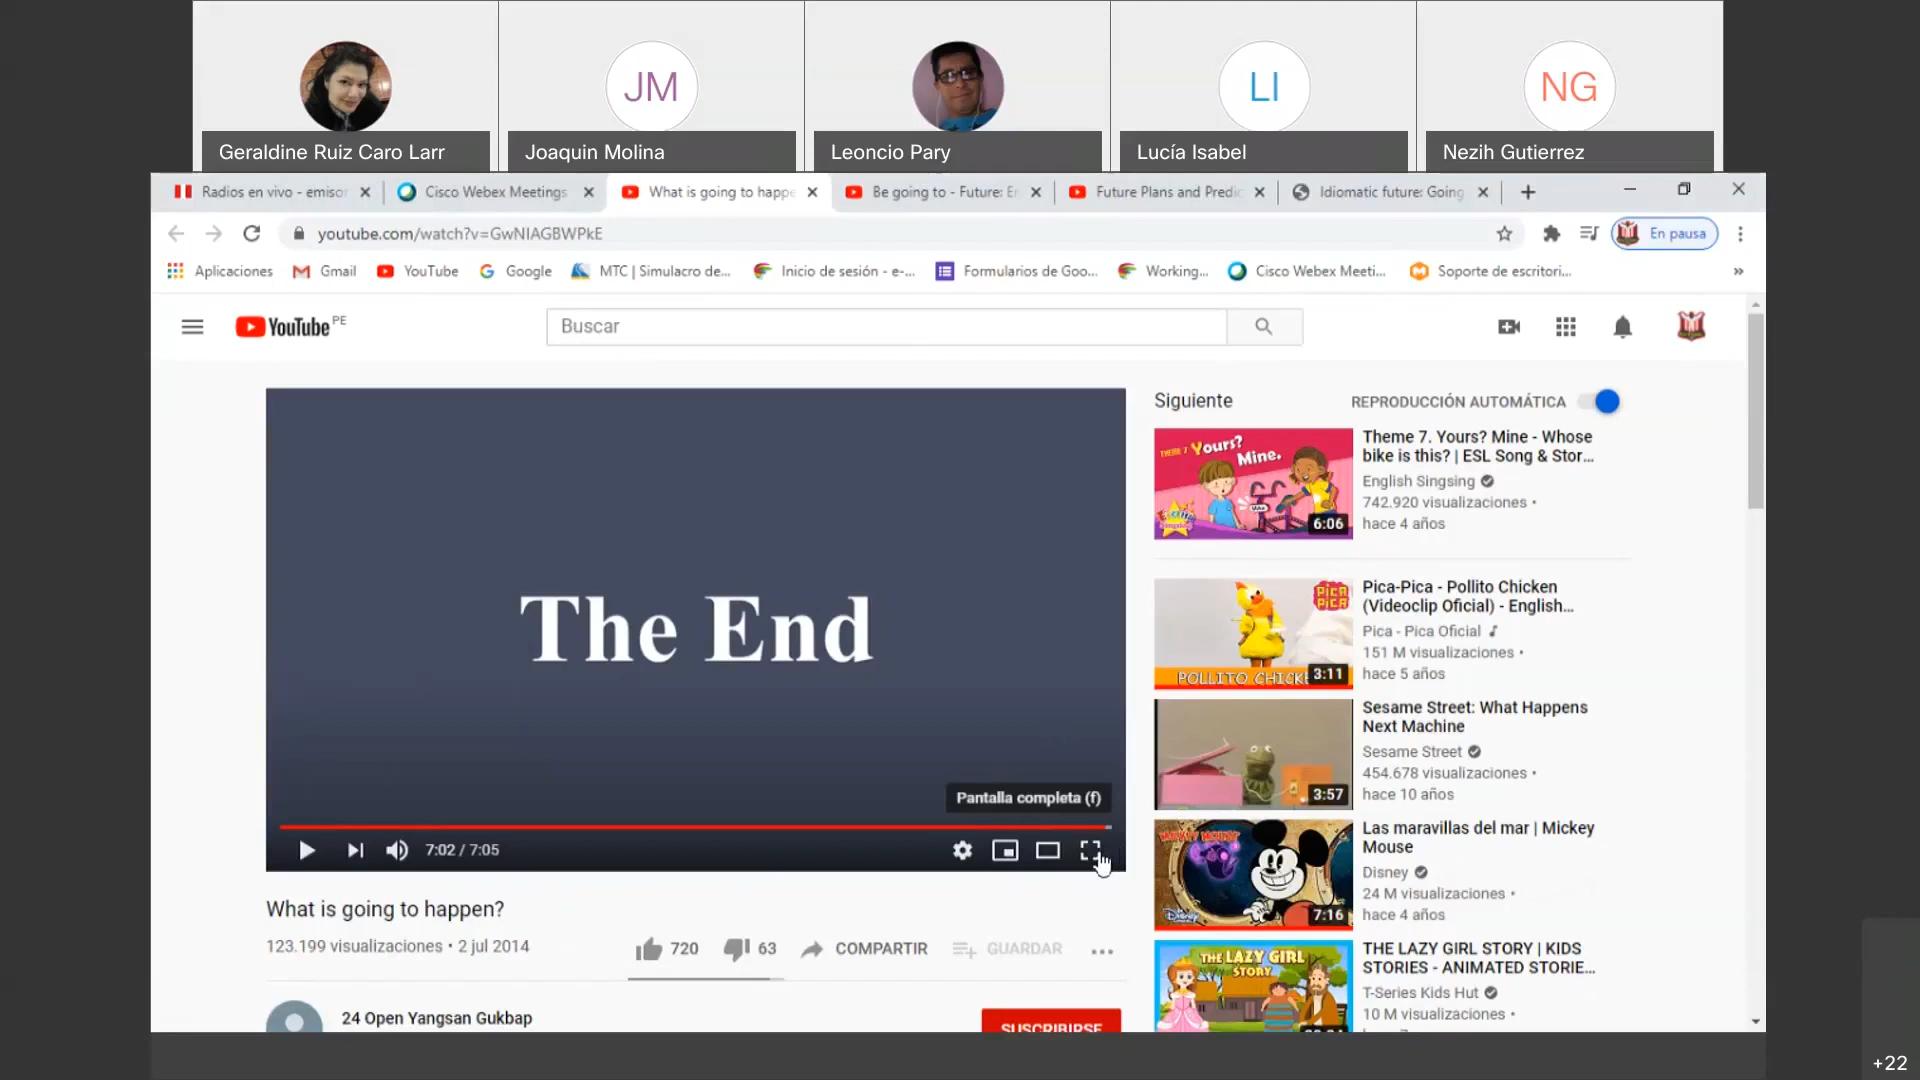 JM
LI
NG
Geraldine Ruiz Caro Larr
Joaquin Molina
Leoncio Pary
Lucía Isabel
Nezih Gutierrez
Radios en vivo - emisor
Cisco Webex Meetings
What is going to happe
Be going to - Future: E
Future Plans and Predic
Idiomatic future: Going
youtube.com/watch?v=GwNIAGBWPkE
En pausa
Aplicaciones
Gmail
YouTube
Google
MTC | Simulacro de...
Inicio de sesión - e-...
Formularios de Goo...
Working...
Cisco Webex Meeti...
Soporte de escritori...
»
YouTube PE
Buscar
The End
Pantalla completa (f)
7:02 / 7:05
What is going to happen?
123.199 visualizaciones • 2 jul 2014
720
63
COMPARTIR
GUARDAR
24 Open Yangsan Gukbap
SUSCRIBIRSE
Siguiente
REPRODUCCIÓN AUTOMÁTICA
THEME 7 Yours?
Mine.
6:06
Theme 7. Yours? Mine - Whose
bike is this? | ESL Song & Stor...
English Singsing
742.920 visualizaciones •
hace 4 años
PICA
PICA
POLLITO CHICK
3:11
Pica-Pica - Pollito Chicken
(Videoclip Oficial) - English...
Pica - Pica Oficial
151 M visualizaciones •
hace 5 años
3:57
Sesame Street: What Happens
Next Machine
Sesame Street
454.678 visualizaciones •
hace 10 años
MICKEY MOUSE
Disney
7:16
Las maravillas del mar | Mickey
Mouse
Disney
24 M visualizaciones •
hace 4 años
THE LAZY GIRL
STORY
THE LAZY GIRL STORY | KIDS
STORIES - ANIMATED STORIE...
T-Series Kids Hut
10 M visualizaciones •
+22